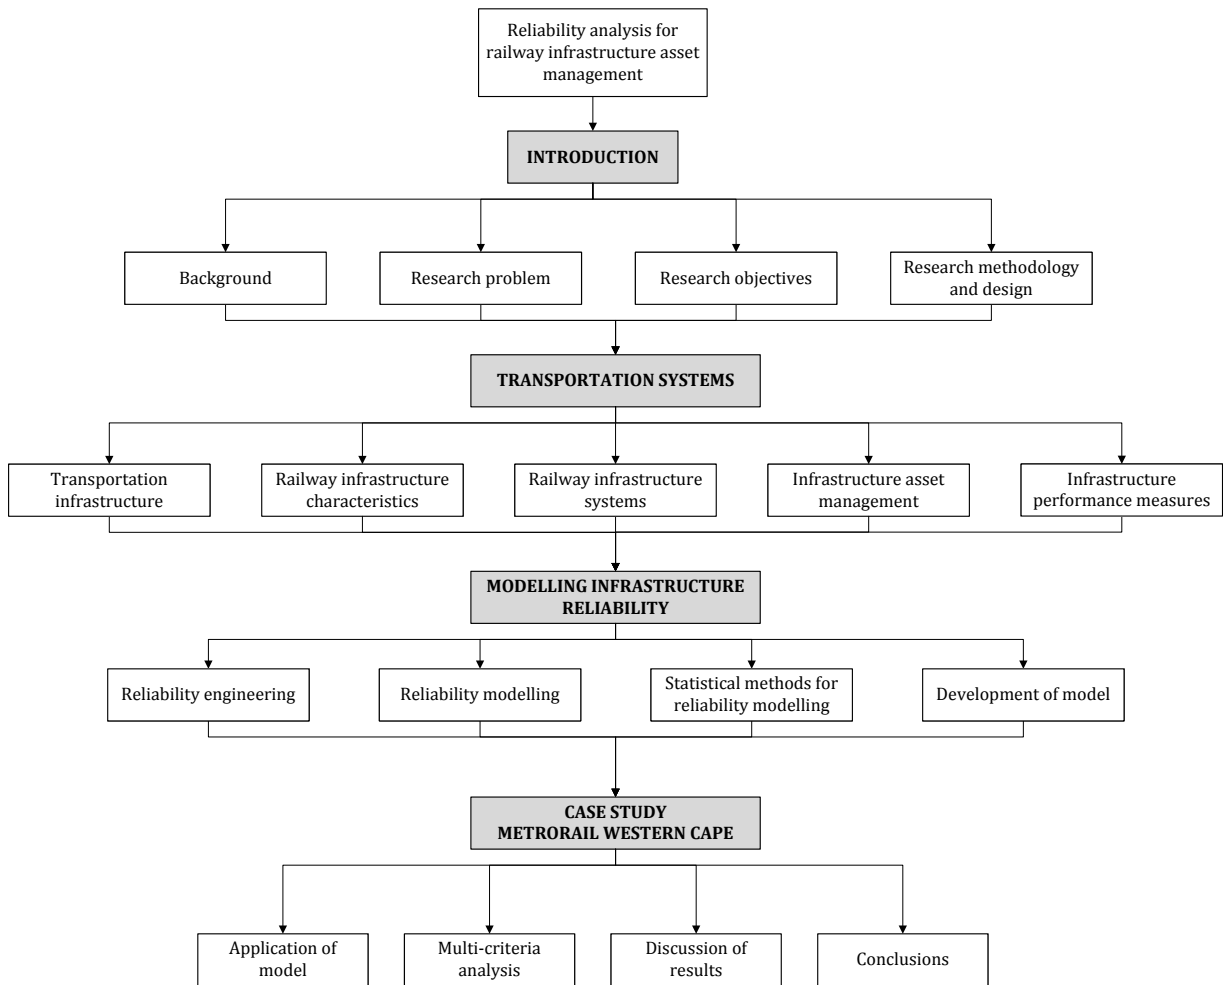 Reliability analysis for
railway infrastructure asset
management
INTRODUCTION
Background
Research problem
Research objectives
Research methodology
and design
TRANSPORTATION SYSTEMS
Transportation
infrastructure
Railway infrastructure
characteristics
Railway infrastructure
systems
Infrastructure asset
management
Infrastructure
performance measures
MODELLING INFRASTRUCTURE
RELIABILITY
Reliability engineering
Reliability modelling
Statistical methods for
reliability modelling
Development of model
CASE STUDY
METRORAIL WESTERN CAPE
Application of
model
Multi-criteria
analysis
Discussion of
results
Conclusions